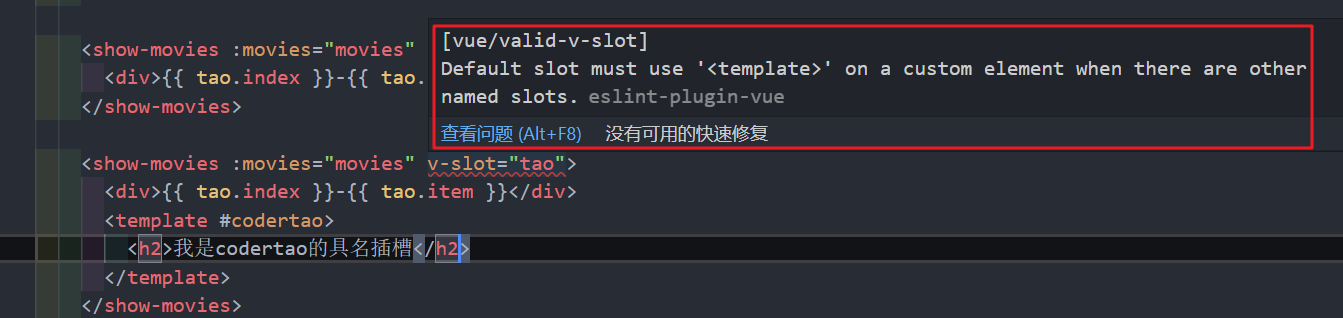 <show-movies :movies="movies"
<div>{{ tao.index }}-{{ tao.
</show-movies>
[vue/valid-v-slot]
Default slot must use '<template>' on a custom element when there are other
named slots. eslint-plugin-vue
查看问题 (Alt+F8) 没有可用的快速修复
<show-movies :movies="movies" v-slot="tao">
<div>{{ tao.index }}-{{ tao.item }}</div>
<template #codertao>
<h2>我是codertao的具名插槽</h2>
</template>
</show-movies>